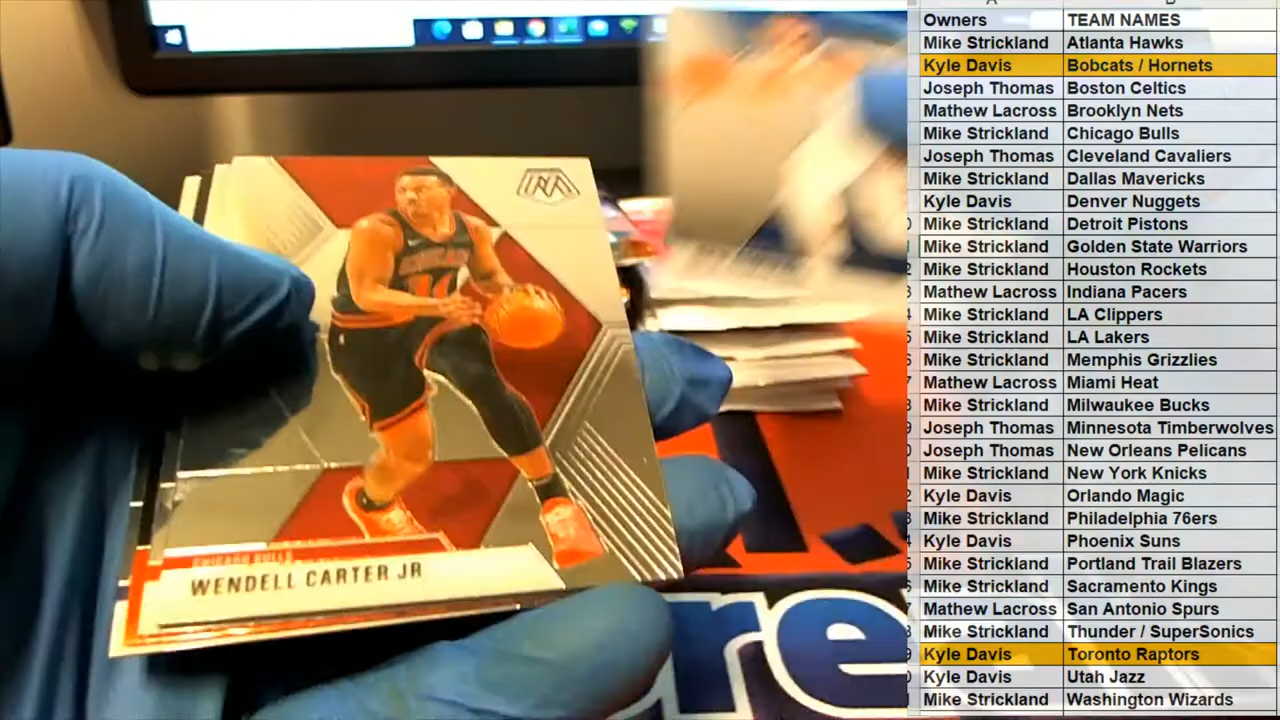 Owners TEAM NAMES
Mike Strickland Atlanta Hawks
Kyle Davis Bobcats / Hornets
Joseph Thomas Boston Celtics
Mathew Lacross Brooklyn Nets
Mike Strickland Chicago Bulls
Joseph Thomas Cleveland Cavaliers
Mike Strickland Dallas Mavericks
Kyle Davis Denver Nuggets
Mike Strickland Detroit Pistons
Mike Strickland Golden State Warriors
Mike Strickland Houston Rockets
Mathew Lacross Indiana Pacers
Mike Strickland LA Clippers
Mike Strickland LA Lakers
Mike Strickland Memphis Grizzlies
Mathew Lacross Miami Heat
Mike Strickland Milwaukee Bucks
Joseph Thomas Minnesota Timberwolves
Joseph Thomas New Orleans Pelicans
Mike Strickland New York Knicks
Kyle Davis Orlando Magic
Mike Strickland Philadelphia 76ers
Kyle Davis Phoenix Suns
Mike Strickland Portland Trail Blazers
Mike Strickland Sacramento Kings
Mathew Lacross San Antonio Spurs
Mike Strickland Thunder / SuperSonics
Kyle Davis Toronto Raptors
Kyle Davis Utah Jazz
Mike Strickland Washington Wizards
CHICAGO BULLS
WENDELL CARTER JR
re